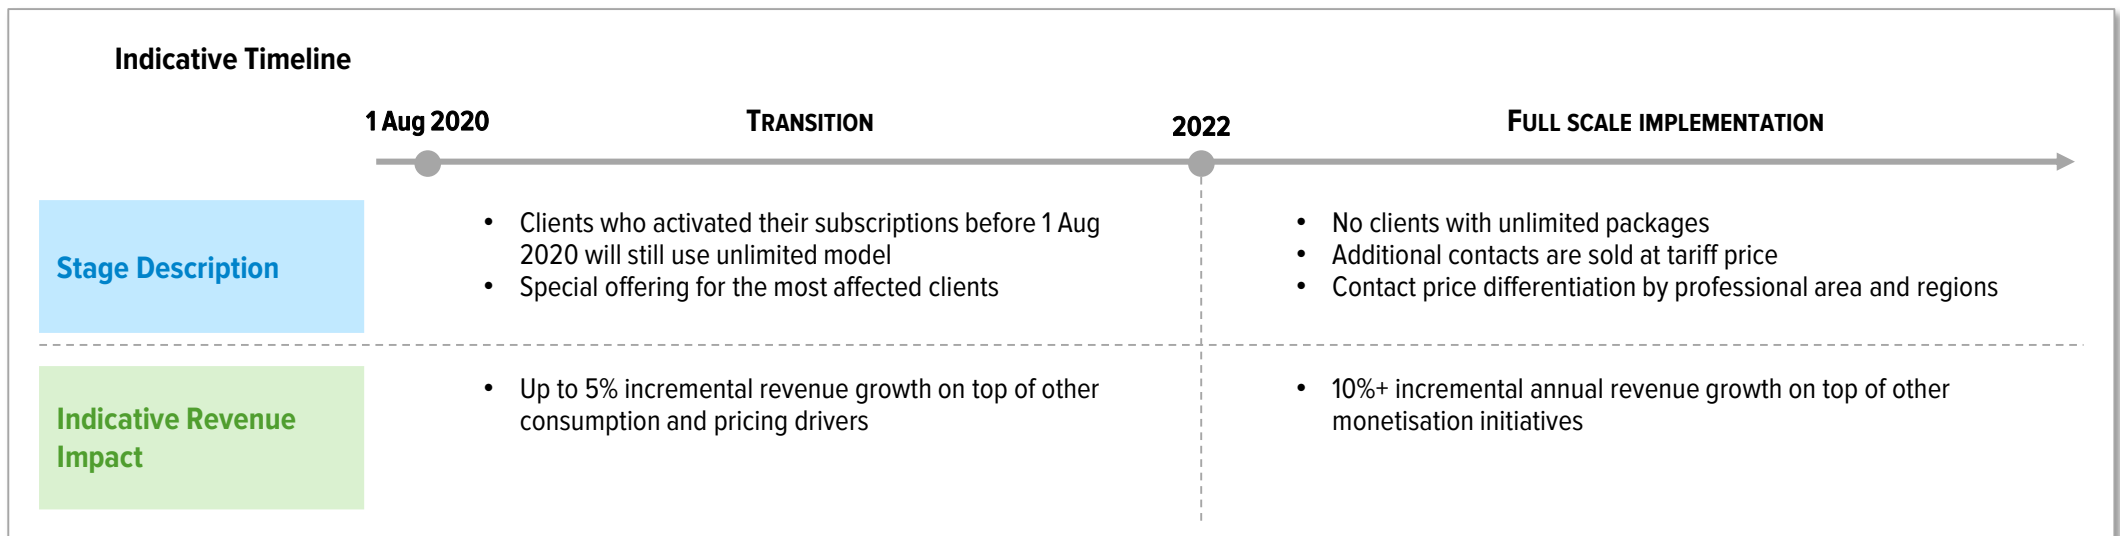 Indicative Timeline
1 Aug 2020
TRANSITION
2022
FULL SCALE IMPLEMENTATION
Stage Description
• Clients who activated their subscriptions before 1 Aug
2020 will still use unlimited model
• Special offering for the most affected clients
• No clients with unlimited packages
• Additional contacts are sold at tariff price
• Contact price differentiation by professional area and regions
Indicative Revenue
Impact
• Up to 5% incremental revenue growth on top of other
consumption and pricing drivers
• 10%+ incremental annual revenue growth on top of other
monetisation initiatives